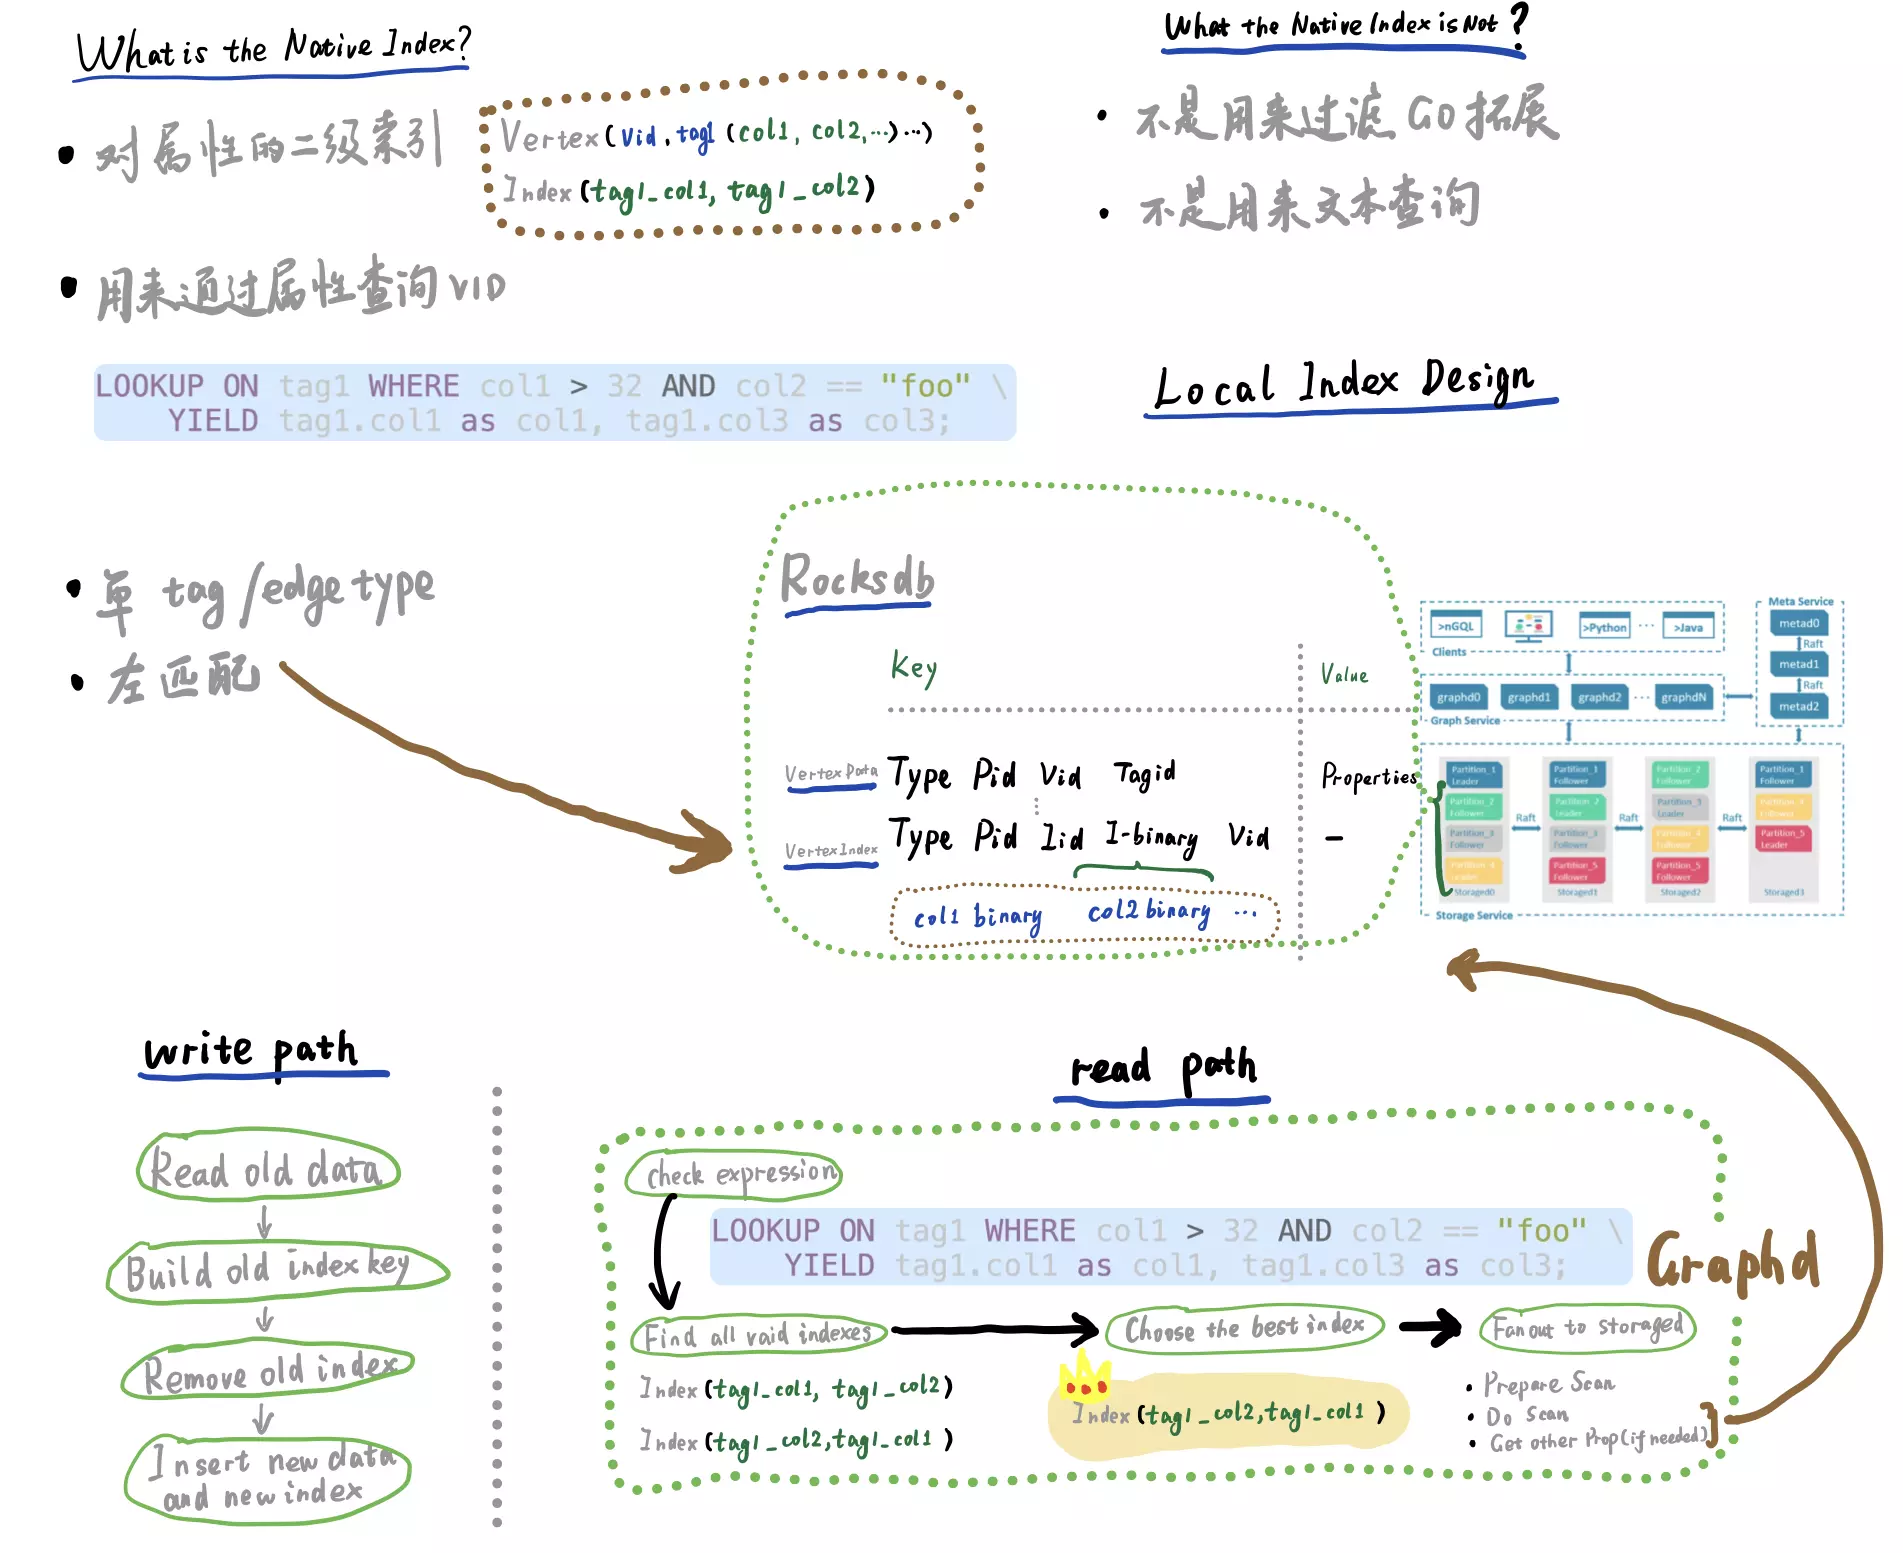 What is the Native Index?
• 对属性的二级索引
Vertex(Vid, tag1 (col1, col2, ...) ...)
Index(tag1_col1, tag1_col2)
• 用来通过属性查询 VID
LOOKUP ON tag1 WHERE col1 > 32 AND col2 == "foo" \
YIELD tag1.col1 as col1, tag1.col3 as col3;
What the Native Index is Not?
• 不是用来过滤 GO 拓展
• 不是用来文本查询
Local Index Design
• 单 tag/edge type
• 左匹配
Rocksdb
Key Value
Vertex Data Type Pid Vid Tagid Properties
Vertex Index Type Pid Iid I-binary Vid -
col1 binary col2 binary ...
>nGQL >Python ... >Java
Clients
graphd0 graphd1 graphd2 ... graphdN
Graph Service
Meta Service
metad0
Raft
metad1
Raft
metad2
Partition_1 Leader Partition_1 Follower Partition_2 Follower Partition_1 Follower
Partition_2 Follower Partition_2 Leader Partition_3 Leader Partition_4 Follower
Raft Raft Raft
Partition_3 Follower Partition_3 Follower Partition_4 Follower Partition_5 Leader
Partition_4 Leader Partition_5 Follower Partition_5 Follower
Storaged0 Storaged1 Storaged2 Storaged3
Storage Service
write path
Read old data
Build old index key
Remove old index
Insert new data
and new index
read path
check expression
LOOKUP ON tag1 WHERE col1 > 32 AND col2 == "foo" \
YIELD tag1.col1 as col1, tag1.col3 as col3;
Graphd
Find all vaid indexes
Index(tag1_col1, tag1_col2)
Index(tag1_col2, tag1_col1)
Choose the best index
Index(tag1_col2, tag1_col1)
Fan out to storaged
• Prepare Scan
• Do Scan
• Get other Prop(if needed)